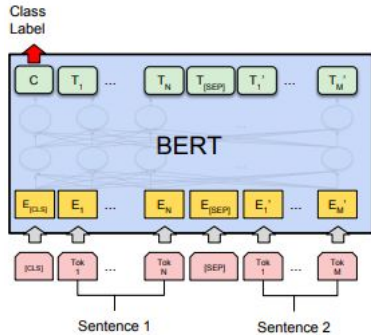 Class
Label
C T1 ... TN T[SEP] T1' ... TM'
BERT
E[CLS] E1 ... EN E[SEP] E1' ... EM'
[CLS] Tok 1 ... Tok N [SEP] Tok 1 ... Tok M
Sentence 1 Sentence 2